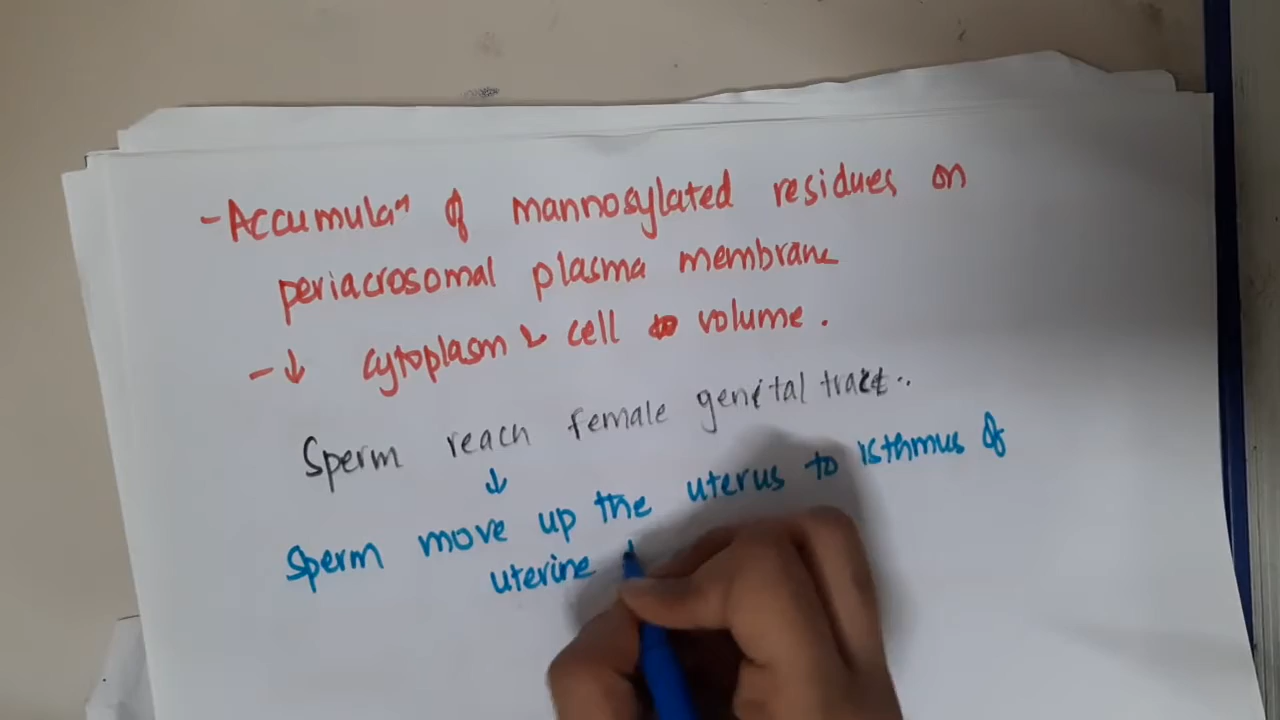 - Accumulaⁿ of mannosylated residues on
periacrosomal plasma membrane
- ↓ cytoplasm & cell volume.
Sperm reach female genital tract..
↓
Sperm move up the uterus to isthmus of
uterine